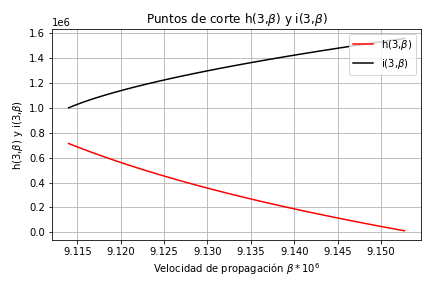 Puntos de corte h(3,β) y i(3,β)
1e6
h(3,β)
i(3,β)
h(3,β) y i(3,β)
1.6
1.4
1.2
1.0
0.8
0.6
0.4
0.2
0.0
9.115 9.120 9.125 9.130 9.135 9.140 9.145 9.150
Velocidad de propagación β * 10⁶